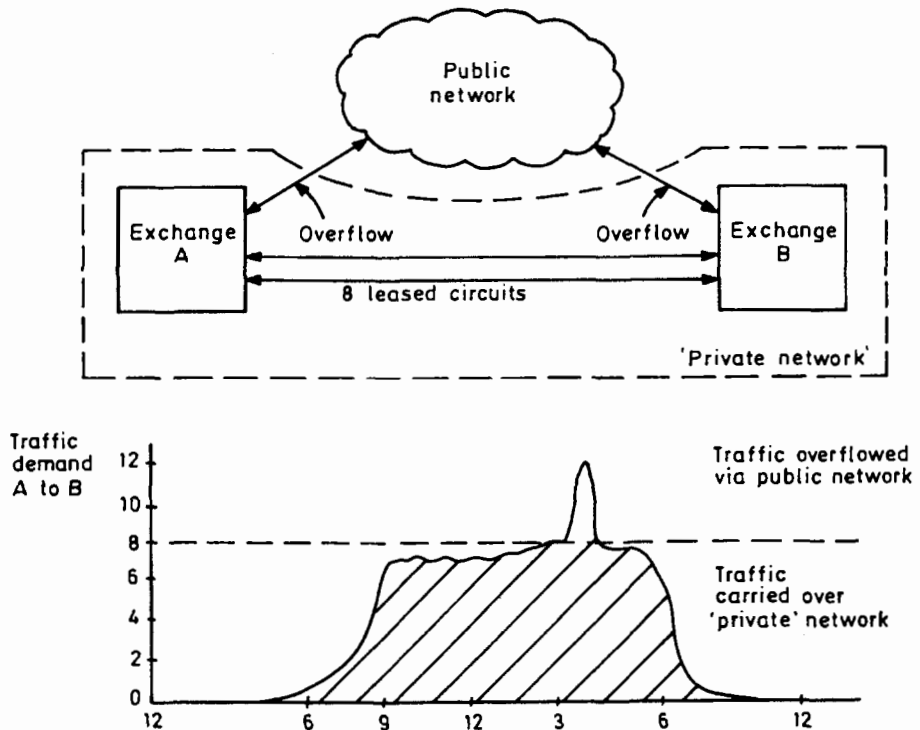 Public
network
Exchange
A
Overflow
Overflow
Exchange
B
8 leased circuits
'Private network'
Traffic
demand
A to B
12
10
8
6
4
2
0
Traffic overflowed
via public network
Traffic
carried over
'private' network
12 6 9 12 3 6 12